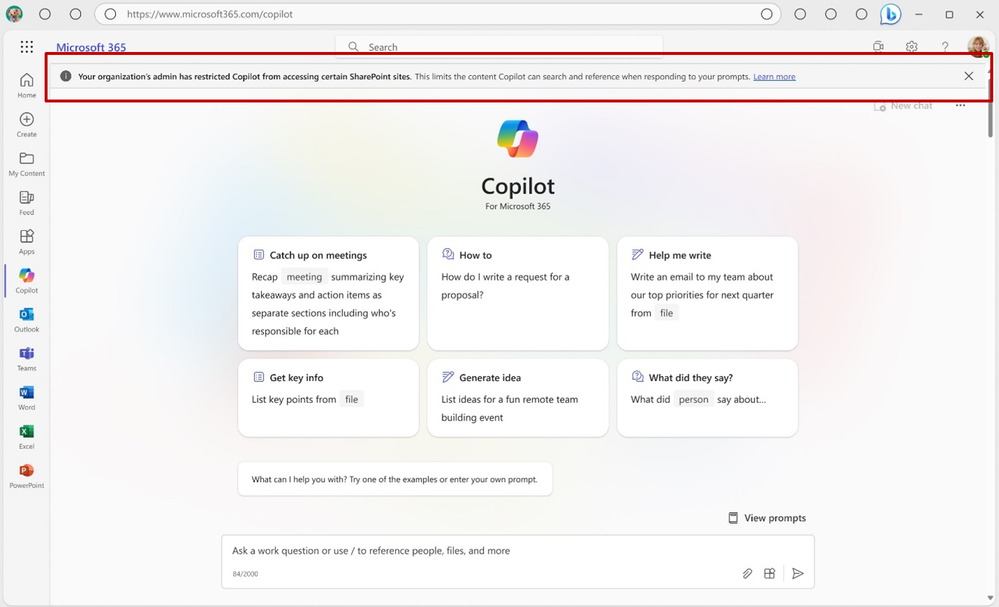 https://www.microsoft365.com/copilot
Microsoft 365
Search
Your organization's admin has restricted Copilot from accessing certain SharePoint sites. This limits the content Copilot can search and reference when responding to your prompts. Learn more
New chat
Home
Create
My Content
Feed
Apps
Copilot
Outlook
Teams
Word
Excel
PowerPoint
Copilot
For Microsoft 365
Catch up on meetings
Recap meeting summarizing key
takeaways and action items as
separate sections including who's
responsible for each
How to
How do I write a request for a
proposal?
Help me write
Write an email to my team about
our top priorities for next quarter
from file
Get key info
List key points from file
Generate idea
List ideas for a fun remote team
building event
What did they say?
What did person say about...
What can I help you with? Try one of the examples or enter your own prompt.
View prompts
Ask a work question or use / to reference people, files, and more
84/2000